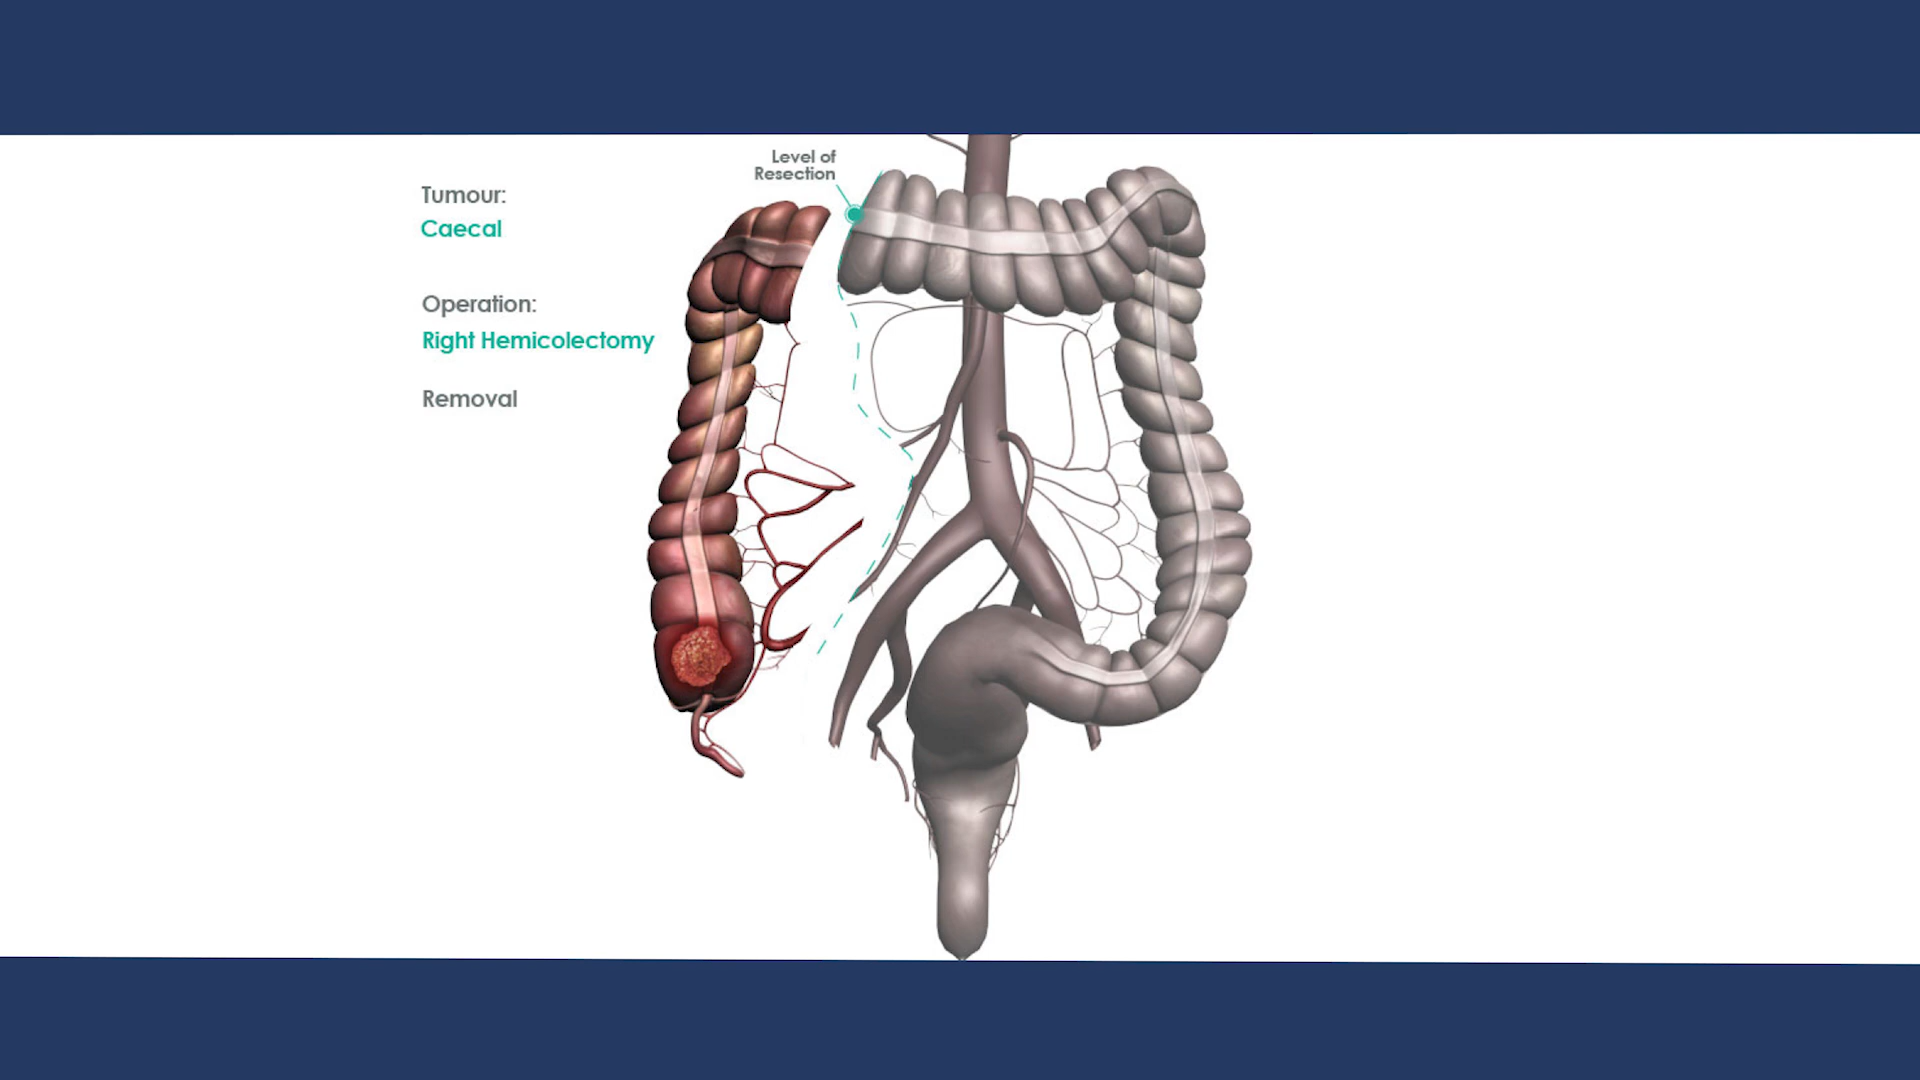 Level of
Resection
Tumour:
Caecal
Operation:
Right Hemicolectomy
Removal